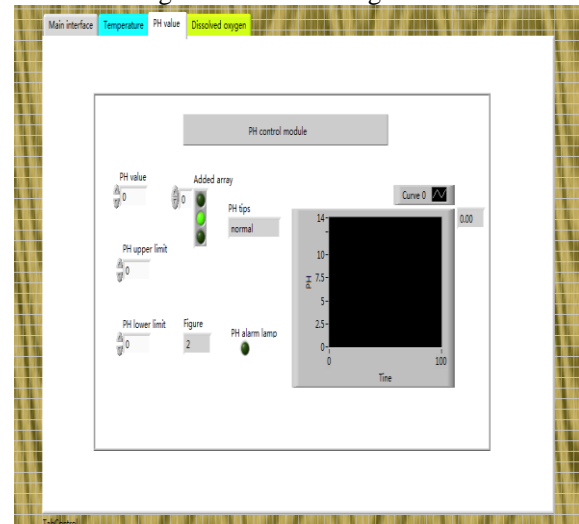 Main interface Temperature PH value Dissolved oxygen
PH control module
PH value
0
Added array
0
PH tips
normal
PH upper limit
0
PH lower limit
0
Figure
2
PH alarm lamp
Curve 0
0.00
14-
10-
7.5-
5-
2.5-
0-
PH
0
100
Tine
TabControl